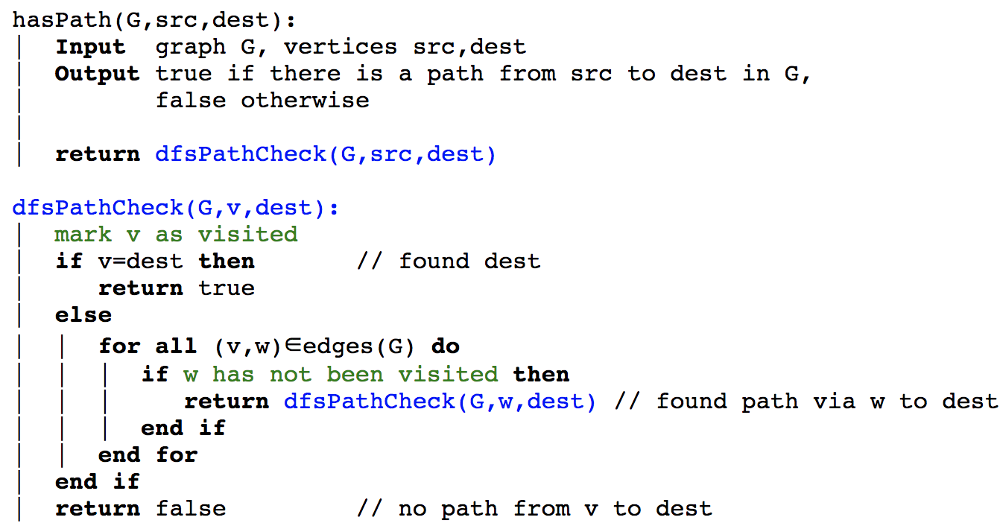 hasPath(G,src,dest):
| Input graph G, vertices src,dest
| Output true if there is a path from src to dest in G,
| false otherwise
|
| return dfsPathCheck(G,src,dest)
dfsPathCheck(G,v,dest):
| mark v as visited
| if v=dest then // found dest
| return true
| else
| | for all (v,w)∈edges(G) do
| | | if w has not been visited then
| | | return dfsPathCheck(G,w,dest) // found path via w to dest
| | | end if
| | end for
| end if
| return false // no path from v to dest